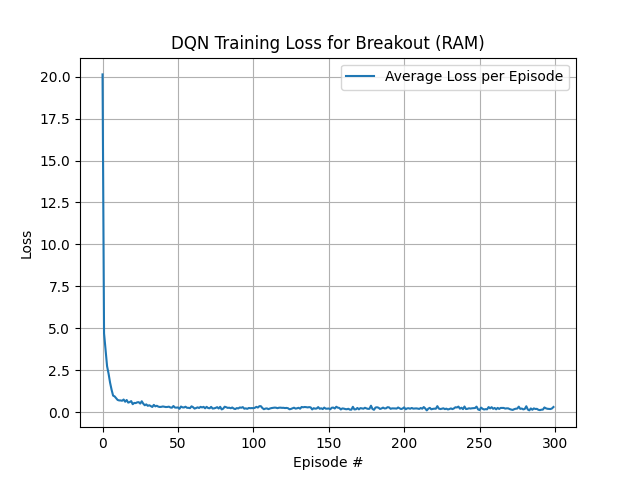 DQN Training Loss for Breakout (RAM)
Average Loss per Episode
20.0
17.5
15.0
12.5
10.0
7.5
5.0
2.5
0.0
Loss
0 50 100 150 200 250 300
Episode #